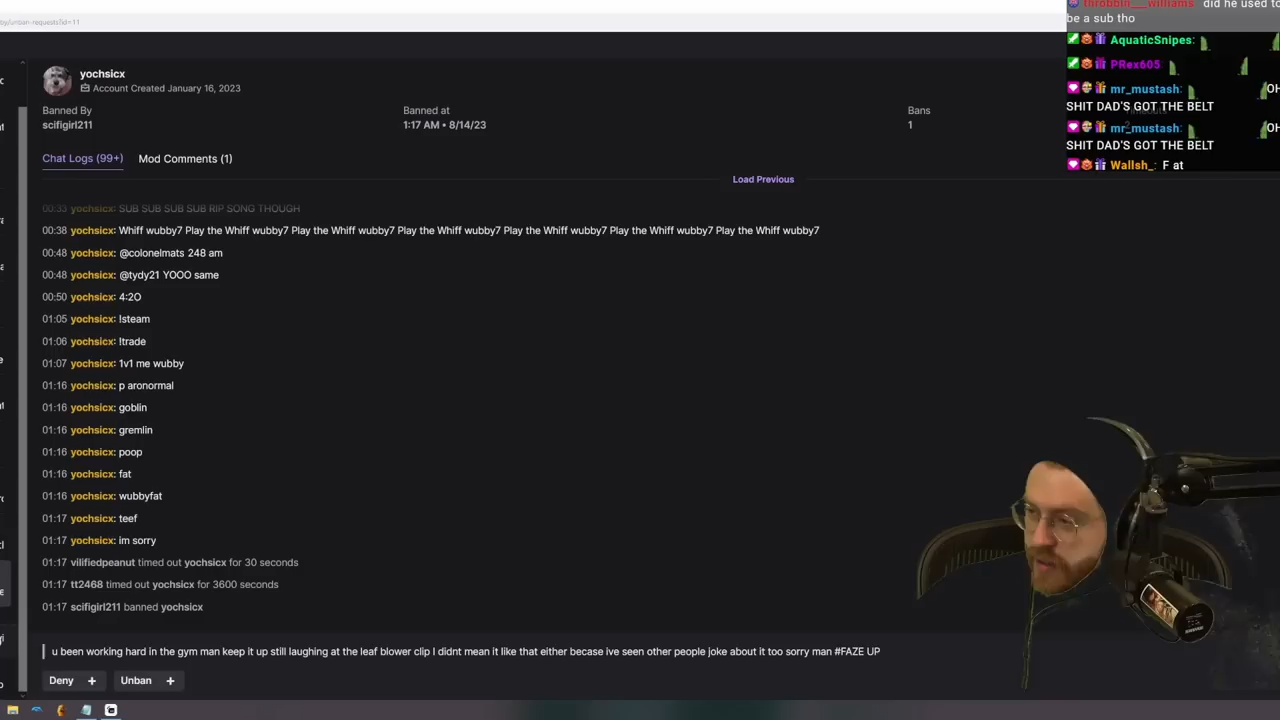 by/unban-requests?id=11
yochsicx
Account Created January 16, 2023
Banned By
Banned at
Bans
scifigirl211
1:17 AM • 8/14/23
1
Chat Logs (99+)
Mod Comments (1)
Load Previous
00:33 yochsicx: SUB SUB SUB SUB RIP SONG THOUGH
00:38 yochsicx: Whiff wubby7 Play the Whiff wubby7 Play the Whiff wubby7 Play the Whiff wubby7 Play the Whiff wubby7 Play the Whiff wubby7 Play the Whiff wubby7
00:48 yochsicx: @colonelmats 248 am
00:48 yochsicx: @tydy21 YOOO same
00:50 yochsicx: 4:2O
01:05 yochsicx: !steam
01:06 yochsicx: !trade
01:07 yochsicx: 1v1 me wubby
01:16 yochsicx: p aronormal
01:16 yochsicx: goblin
01:16 yochsicx: gremlin
01:16 yochsicx: poop
01:16 yochsicx: fat
01:16 yochsicx: wubbyfat
01:17 yochsicx: teef
01:17 yochsicx: im sorry
01:17 vilifiedpeanut timed out yochsicx for 30 seconds
01:17 tt2468 timed out yochsicx for 3600 seconds
01:17 scifigirl211 banned yochsicx
u been working hard in the gym man keep it up still laughing at the leaf blower clip I didnt mean it like that either becase ive seen other people joke about it too sorry man #FAZE UP
Deny +
Unban +
throbbin__williams: did he used to
be a sub tho
AquaticSnipes:
PRex605
mr_mustash: OH
SHIT DAD'S GOT THE BELT
mr_mustash: OH
SHIT DAD'S GOT THE BELT
Wallsh_: F at